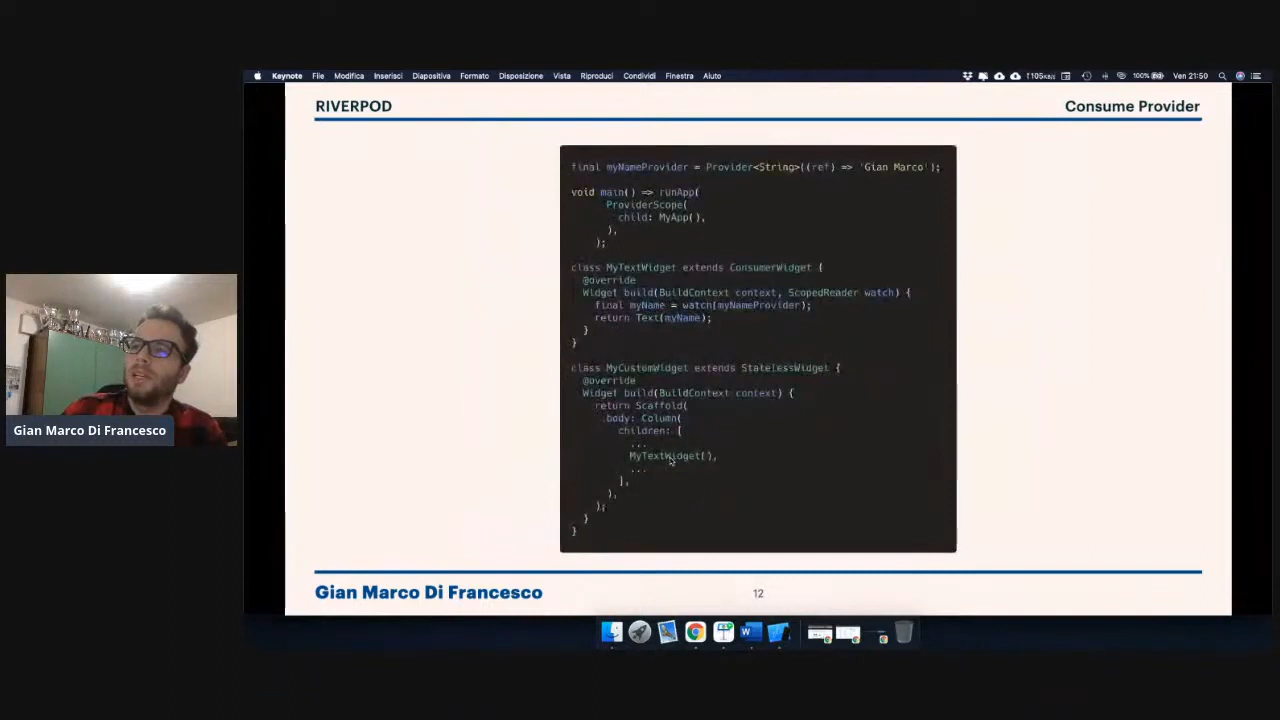 Keynote File Modifica Inserisci Diapositiva Formato Disposizione Vista Riproduci Condividi Finestra Aiuto 100% Ven 21:50
RIVERPOD
Consume Provider
final myNameProvider = Provider<String>((ref) => 'Gian Marco');
void main() => runApp(
ProviderScope(
child: MyApp(),
),
);
class MyTextWidget extends ConsumerWidget {
@override
Widget build(BuildContext context, ScopedReader watch) {
final myName = watch(myNameProvider);
return Text(myName);
}
}
class MyCustomWidget extends StatelessWidget {
@override
Widget build(BuildContext context) {
return Scaffold(
body: Column(
children: [
...
MyTextWidget(),
...
],
),
);
}
}
Gian Marco Di Francesco
12
Gian Marco Di Francesco